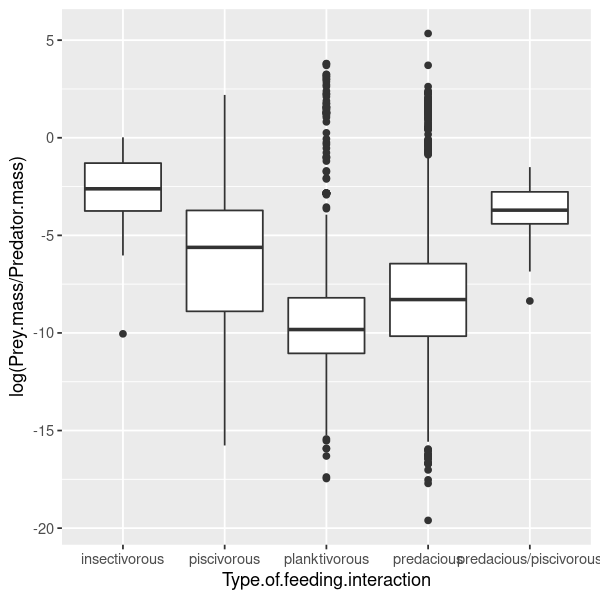 log(Prey.mass/Predator.mass)
5
0
-5
-10
-15
-20
insectivorous piscivorous planktivorous predacious predacious/piscivorous
Type.of.feeding.interaction